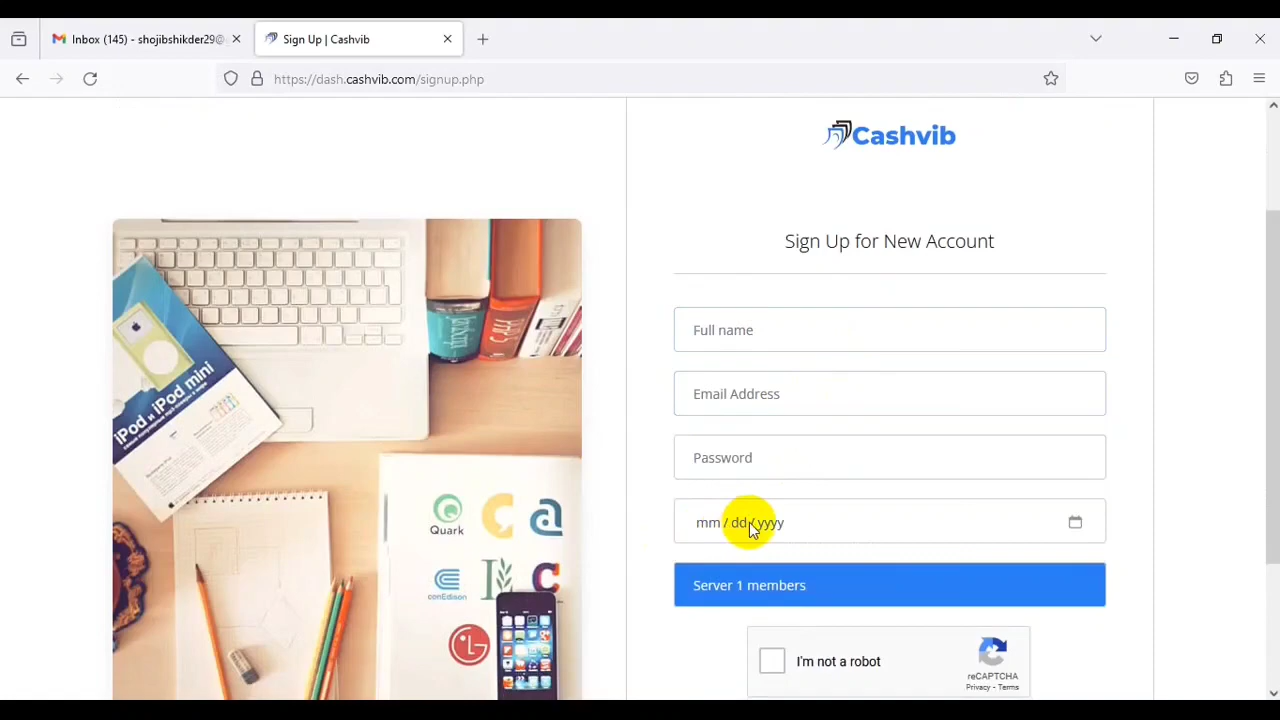 Inbox (145) - shojibshikder29@
Sign Up | Cashvib
https://dash.cashvib.com/signup.php
Cashvib
Sign Up for New Account
Full name
Email Address
Password
mm / dd / yyyy
Server 1 members
I'm not a robot
reCAPTCHA
Privacy - Terms
iPod и iPod mini
Quark
conEdison
LG